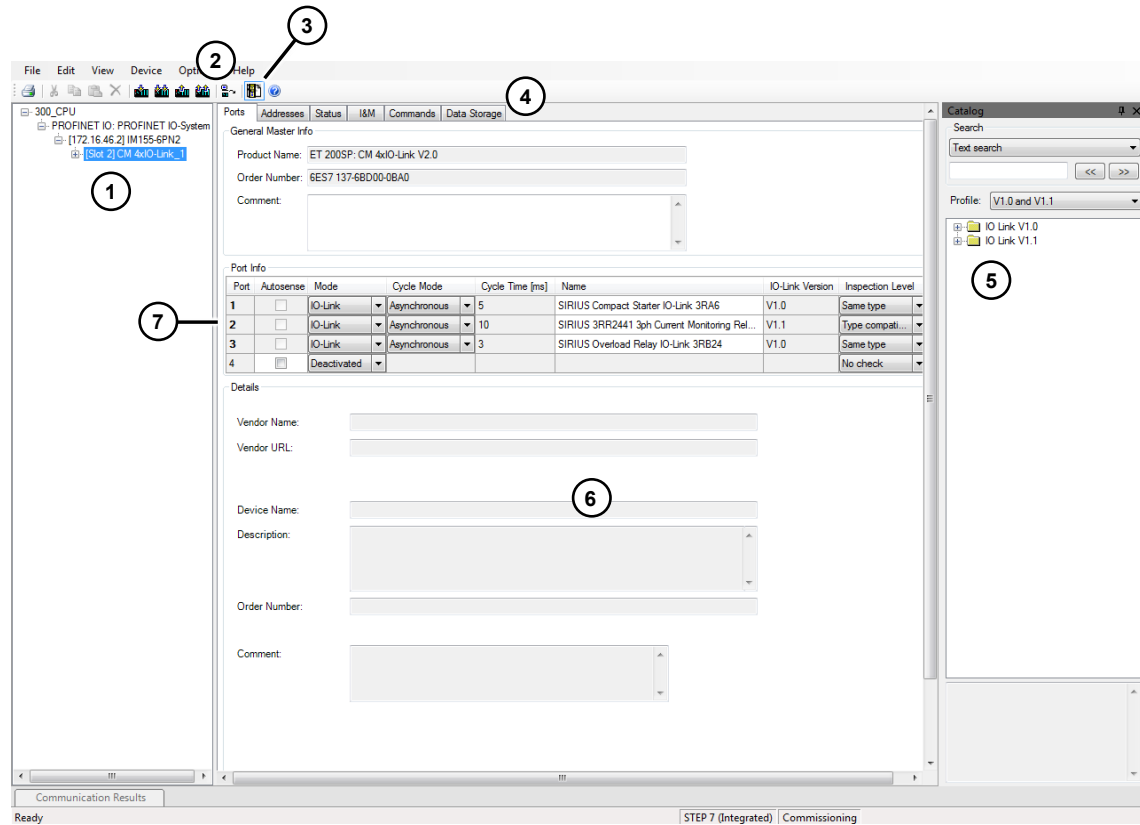 3
2
File Edit View Device Opti Help
4
300_CPU
PROFINET IO: PROFINET IO-System
[172.16.46.2] IM155-6PN2
[Slot 2] CM 4xIO-Link_1
1
Ports Addresses Status I&M Commands Data Storage
General Master Info
Product Name: ET 200SP: CM 4xIO-Link V2.0
Order Number: 6ES7 137-6BD00-0BA0
Comment:
Port Info
Port Autosense Mode Cycle Mode Cycle Time [ms] Name IO-Link Version Inspection Level
1 IO-Link Asynchronous 5 SIRIUS Compact Starter IO-Link 3RA6 V1.0 Same type
2 IO-Link Asynchronous 10 SIRIUS 3RR2441 3ph Current Monitoring Rel... V1.1 Type compati...
3 IO-Link Asynchronous 3 SIRIUS Overload Relay IO-Link 3RB24 V1.0 Same type
4 Deactivated No check
7
Details
Vendor Name:
Vendor URL:
6
Device Name:
Description:
Order Number:
Comment:
Catalog
Search
Text search
<< >>
Profile: V1.0 and V1.1
IO Link V1.0
IO Link V1.1
5
Communication Results
Ready STEP 7 (Integrated) Commissioning